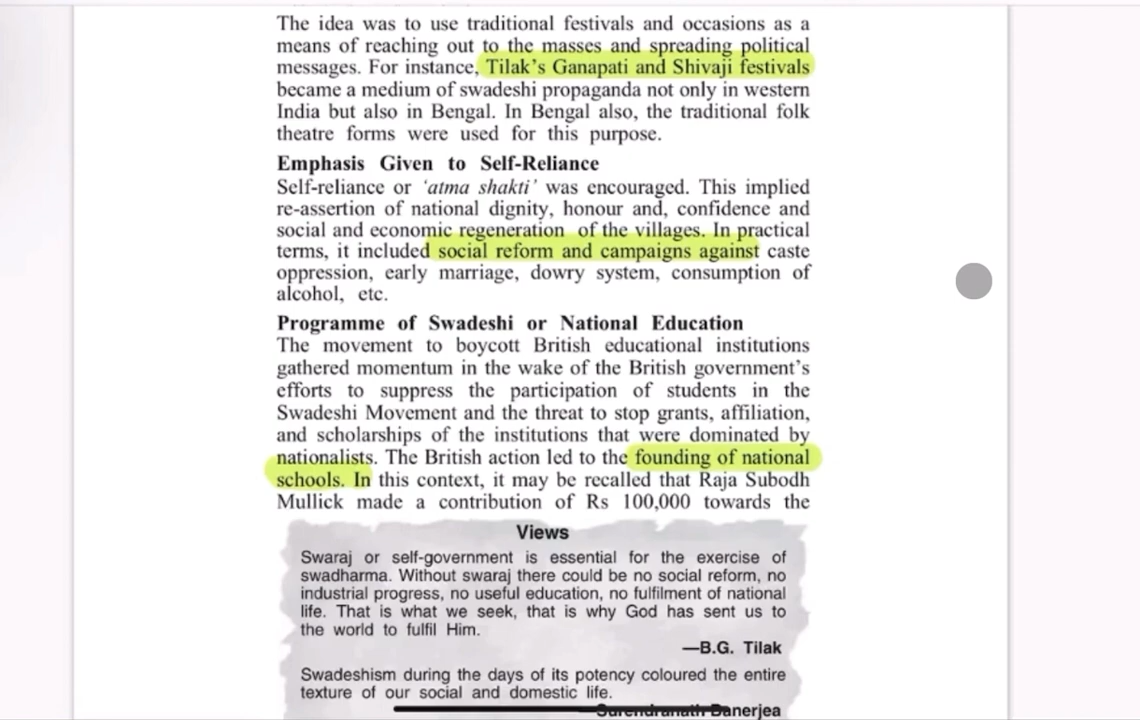 The idea was to use traditional festivals and occasions as a
means of reaching out to the masses and spreading political
messages. For instance, Tilak's Ganapati and Shivaji festivals
became a medium of swadeshi propaganda not only in western
India but also in Bengal. In Bengal also, the traditional folk
theatre forms were used for this purpose.
Emphasis Given to Self-Reliance
Self-reliance or 'atma shakti' was encouraged. This implied
re-assertion of national dignity, honour and, confidence and
social and economic regeneration of the villages. In practical
terms, it included social reform and campaigns against caste
oppression, early marriage, dowry system, consumption of
alcohol, etc.
Programme of Swadeshi or National Education
The movement to boycott British educational institutions
gathered momentum in the wake of the British government's
efforts to suppress the participation of students in the
Swadeshi Movement and the threat to stop grants, affiliation,
and scholarships of the institutions that were dominated by
nationalists. The British action led to the founding of national
schools. In this context, it may be recalled that Raja Subodh
Mullick made a contribution of Rs 100,000 towards the
Views
Swaraj or self-government is essential for the exercise of
swadharma. Without swaraj there could be no social reform, no
industrial progress, no useful education, no fulfilment of national
life. That is what we seek, that is why God has sent us to
the world to fulfil Him.
—B.G. Tilak
Swadeshism during the days of its potency coloured the entire
texture of our social and domestic life.
—Surendranath Banerjea